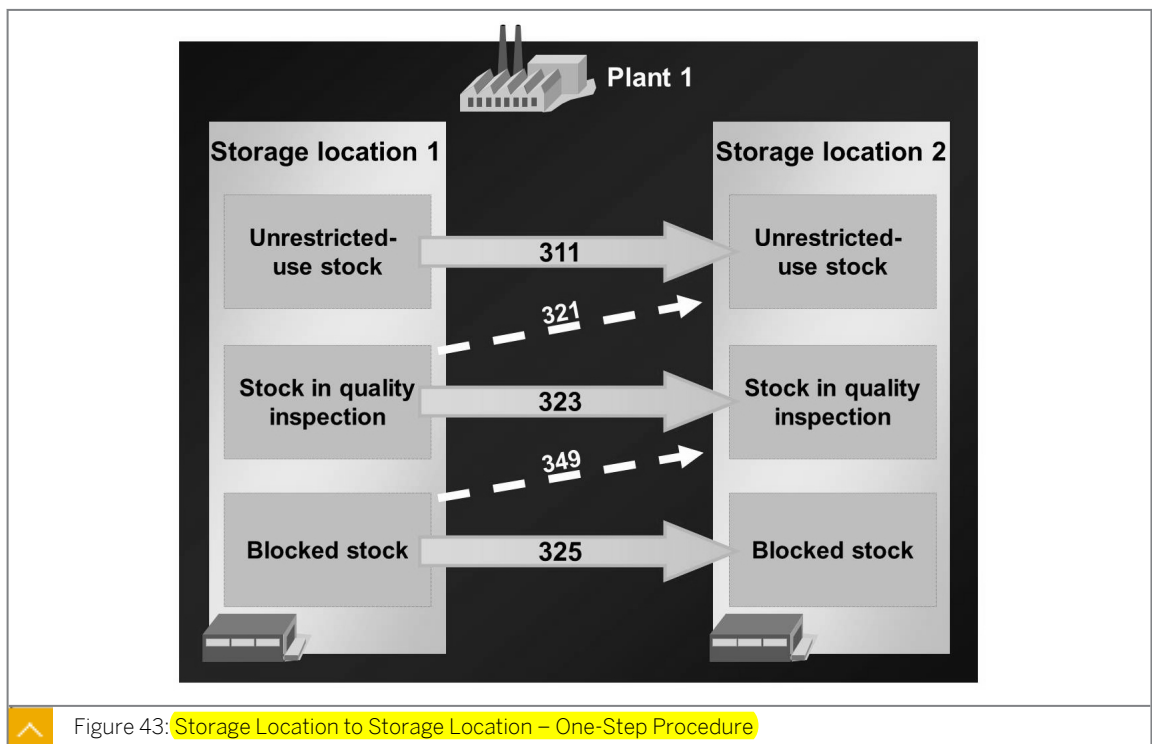 Plant 1
Storage location 1
Storage location 2
Unrestricted-
use stock
311
Unrestricted-
use stock
321
Stock in quality
inspection
323
Stock in quality
inspection
349
Blocked stock
325
Blocked stock
Figure 43: Storage Location to Storage Location – One-Step Procedure